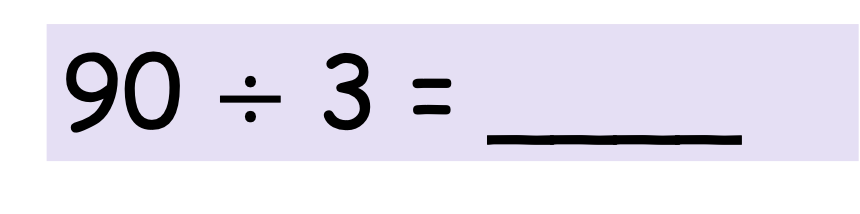 90 ÷ 3 = ____